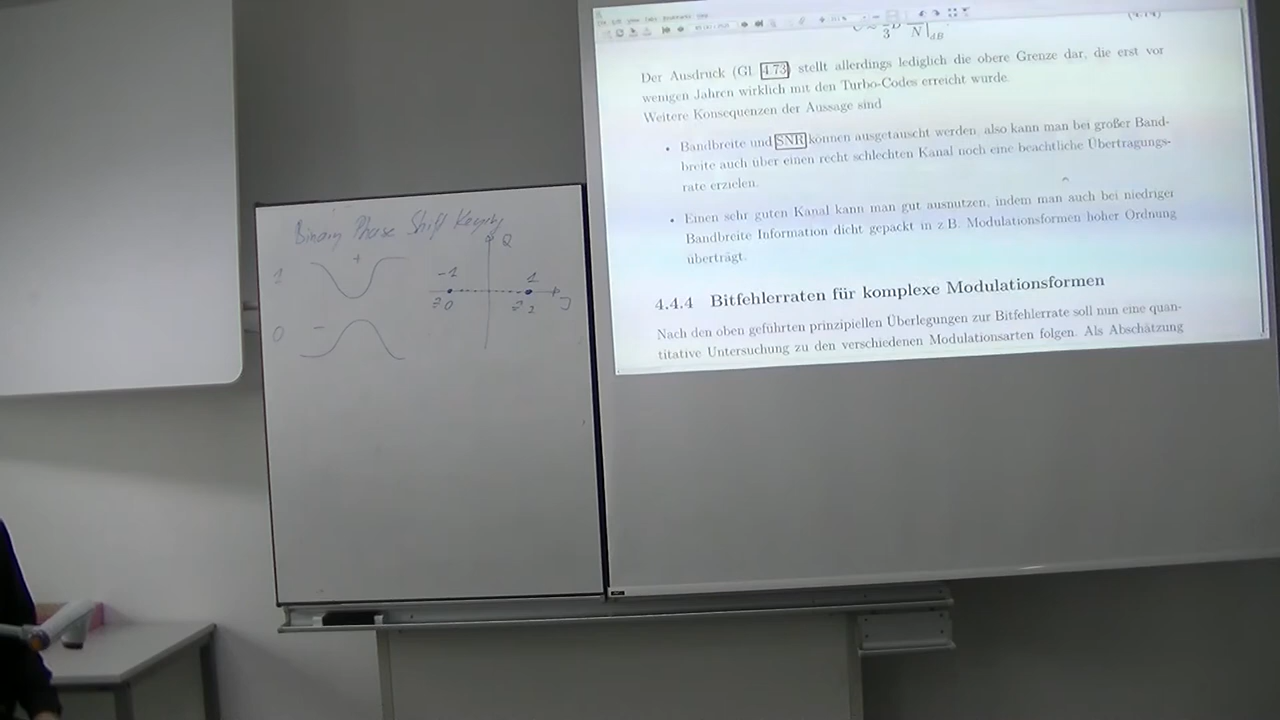 Binary Phase Shift Keying
Q
1
+
-1
1
0
-
≙ 0
J
3
N
dB
Der Ausdruck (Gl. 4.73) stellt allerdings lediglich die obere Grenze dar, die erst vor
wenigen Jahren wirklich mit den Turbo-Codes erreicht wurde.
Weitere Konsequenzen der Aussage sind
• Bandbreite und SNR können ausgetauscht werden, also kann man bei großer Band-
breite auch über einen recht schlechten Kanal noch eine beachtliche Übertragungs-
rate erzielen.
• Einen sehr guten Kanal kann man gut ausnutzen, indem man auch bei niedriger
Bandbreite Information dicht gepackt in z.B. Modulationsformen hoher Ordnung
überträgt.
4.4.4 Bitfehlerraten für komplexe Modulationsformen
Nach den oben geführten prinzipiellen Überlegungen zur Bitfehlerrate soll nun eine quan-
titative Untersuchung zu den verschiedenen Modulationsarten folgen. Als Abschätzung